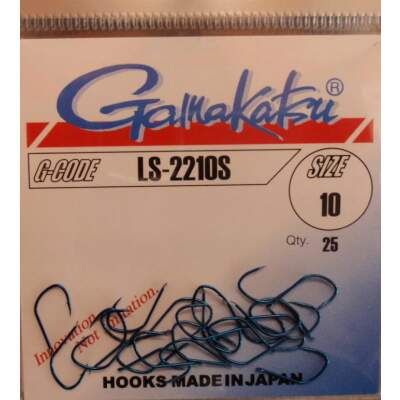 Gamakatsu®
G-CODE LS-2210S
SIZE
10
Qty. 25
Innovation.
Not Imitation.
HOOKS MADE IN JAPAN